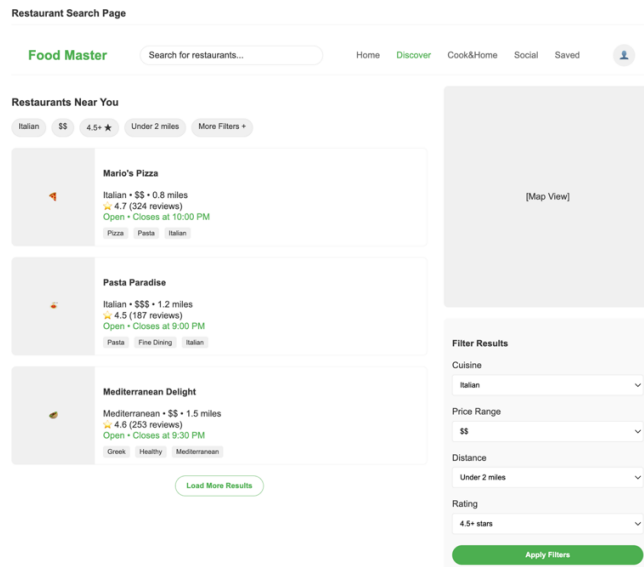 Restaurant Search Page
Food Master
Search for restaurants...
Home Discover Cook&Home Social Saved
Restaurants Near You
Italian $$ 4.5+ ★ Under 2 miles More Filters +
Mario's Pizza
Italian • $$ • 0.8 miles
⭐ 4.7 (324 reviews)
Open • Closes at 10:00 PM
Pizza Pasta Italian
Pasta Paradise
Italian • $$$ • 1.2 miles
⭐ 4.5 (187 reviews)
Open • Closes at 9:00 PM
Pasta Fine Dining Italian
Mediterranean Delight
Mediterranean • $$ • 1.5 miles
⭐ 4.6 (253 reviews)
Open • Closes at 9:30 PM
Greek Healthy Mediterranean
Load More Results
[Map View]
Filter Results
Cuisine
Italian
Price Range
$$
Distance
Under 2 miles
Rating
4.5+ stars
Apply Filters